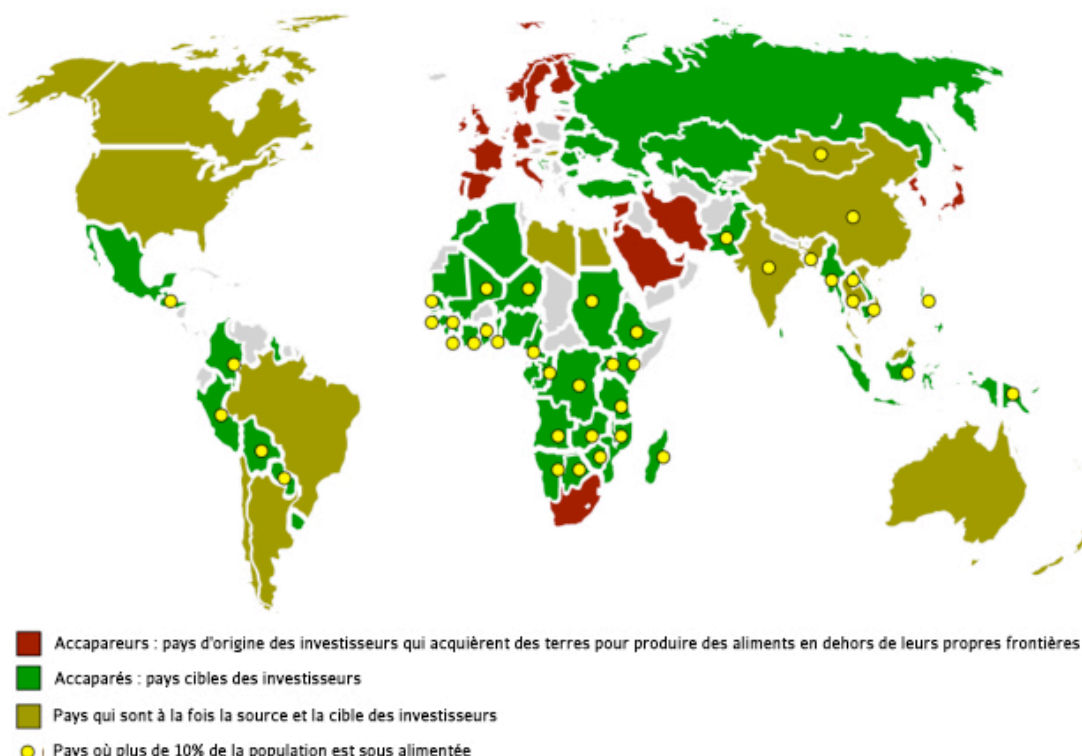 Accapareurs : pays d'origine des investisseurs qui acquièrent des terres pour produire des aliments en dehors de leurs propres frontières
Accaparés : pays cibles des investisseurs
Pays qui sont à la fois la source et la cible des investisseurs
Pays où plus de 10% de la population est sous alimentée